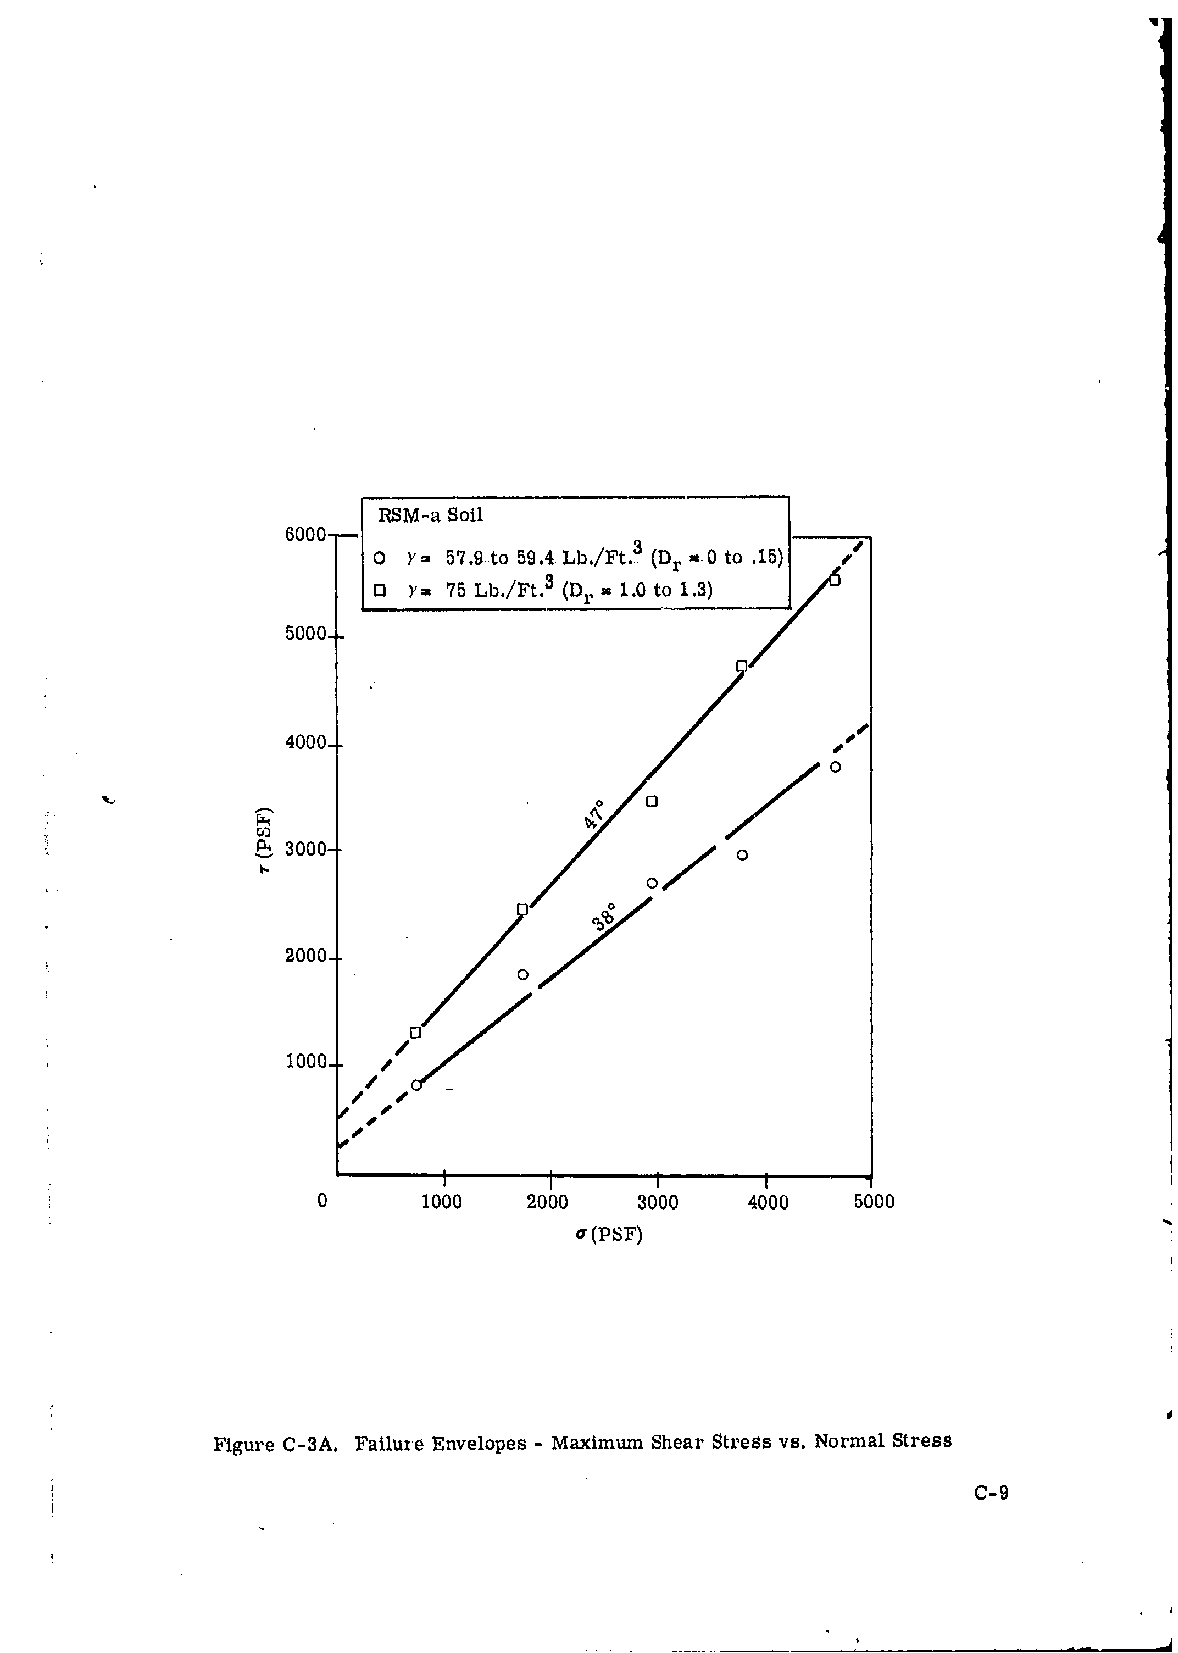 RSM-a Soil
γ = 57.9 to 59.4 Lb./Ft.³ (Dr = 0 to .15)
γ = 75 Lb./Ft.³ (Dr = 1.0 to 1.3)
6000
5000
4000
3000
2000
1000
τ (PSF)
47°
38°
0 1000 2000 3000 4000 5000
σ (PSF)
Figure C-3A. Failure Envelopes - Maximum Shear Stress vs. Normal Stress
C-9